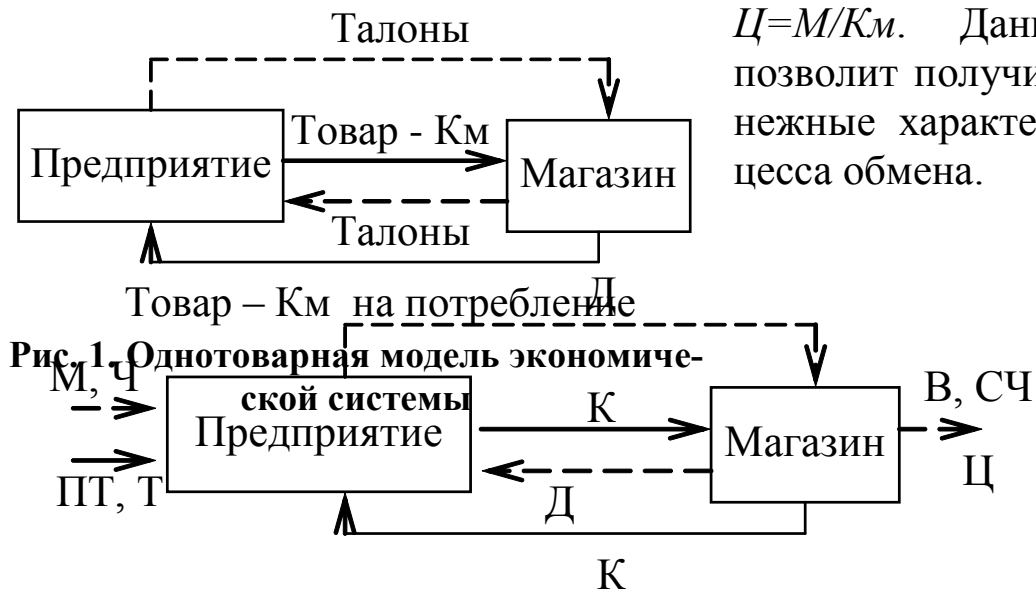 Талоны
Товар - Км
Предприятие
Магазин
Талоны
Товар – Км на потребление
Ц=М/Км.
позволит получи
нежные характе
цесса обмена.
Д
Рис. 1. Однотоварная модель экономиче-
ской системы
М, Ч
К
В, СЧ
Предприятие
Магазин
ПТ, Т
Д
Ц
К